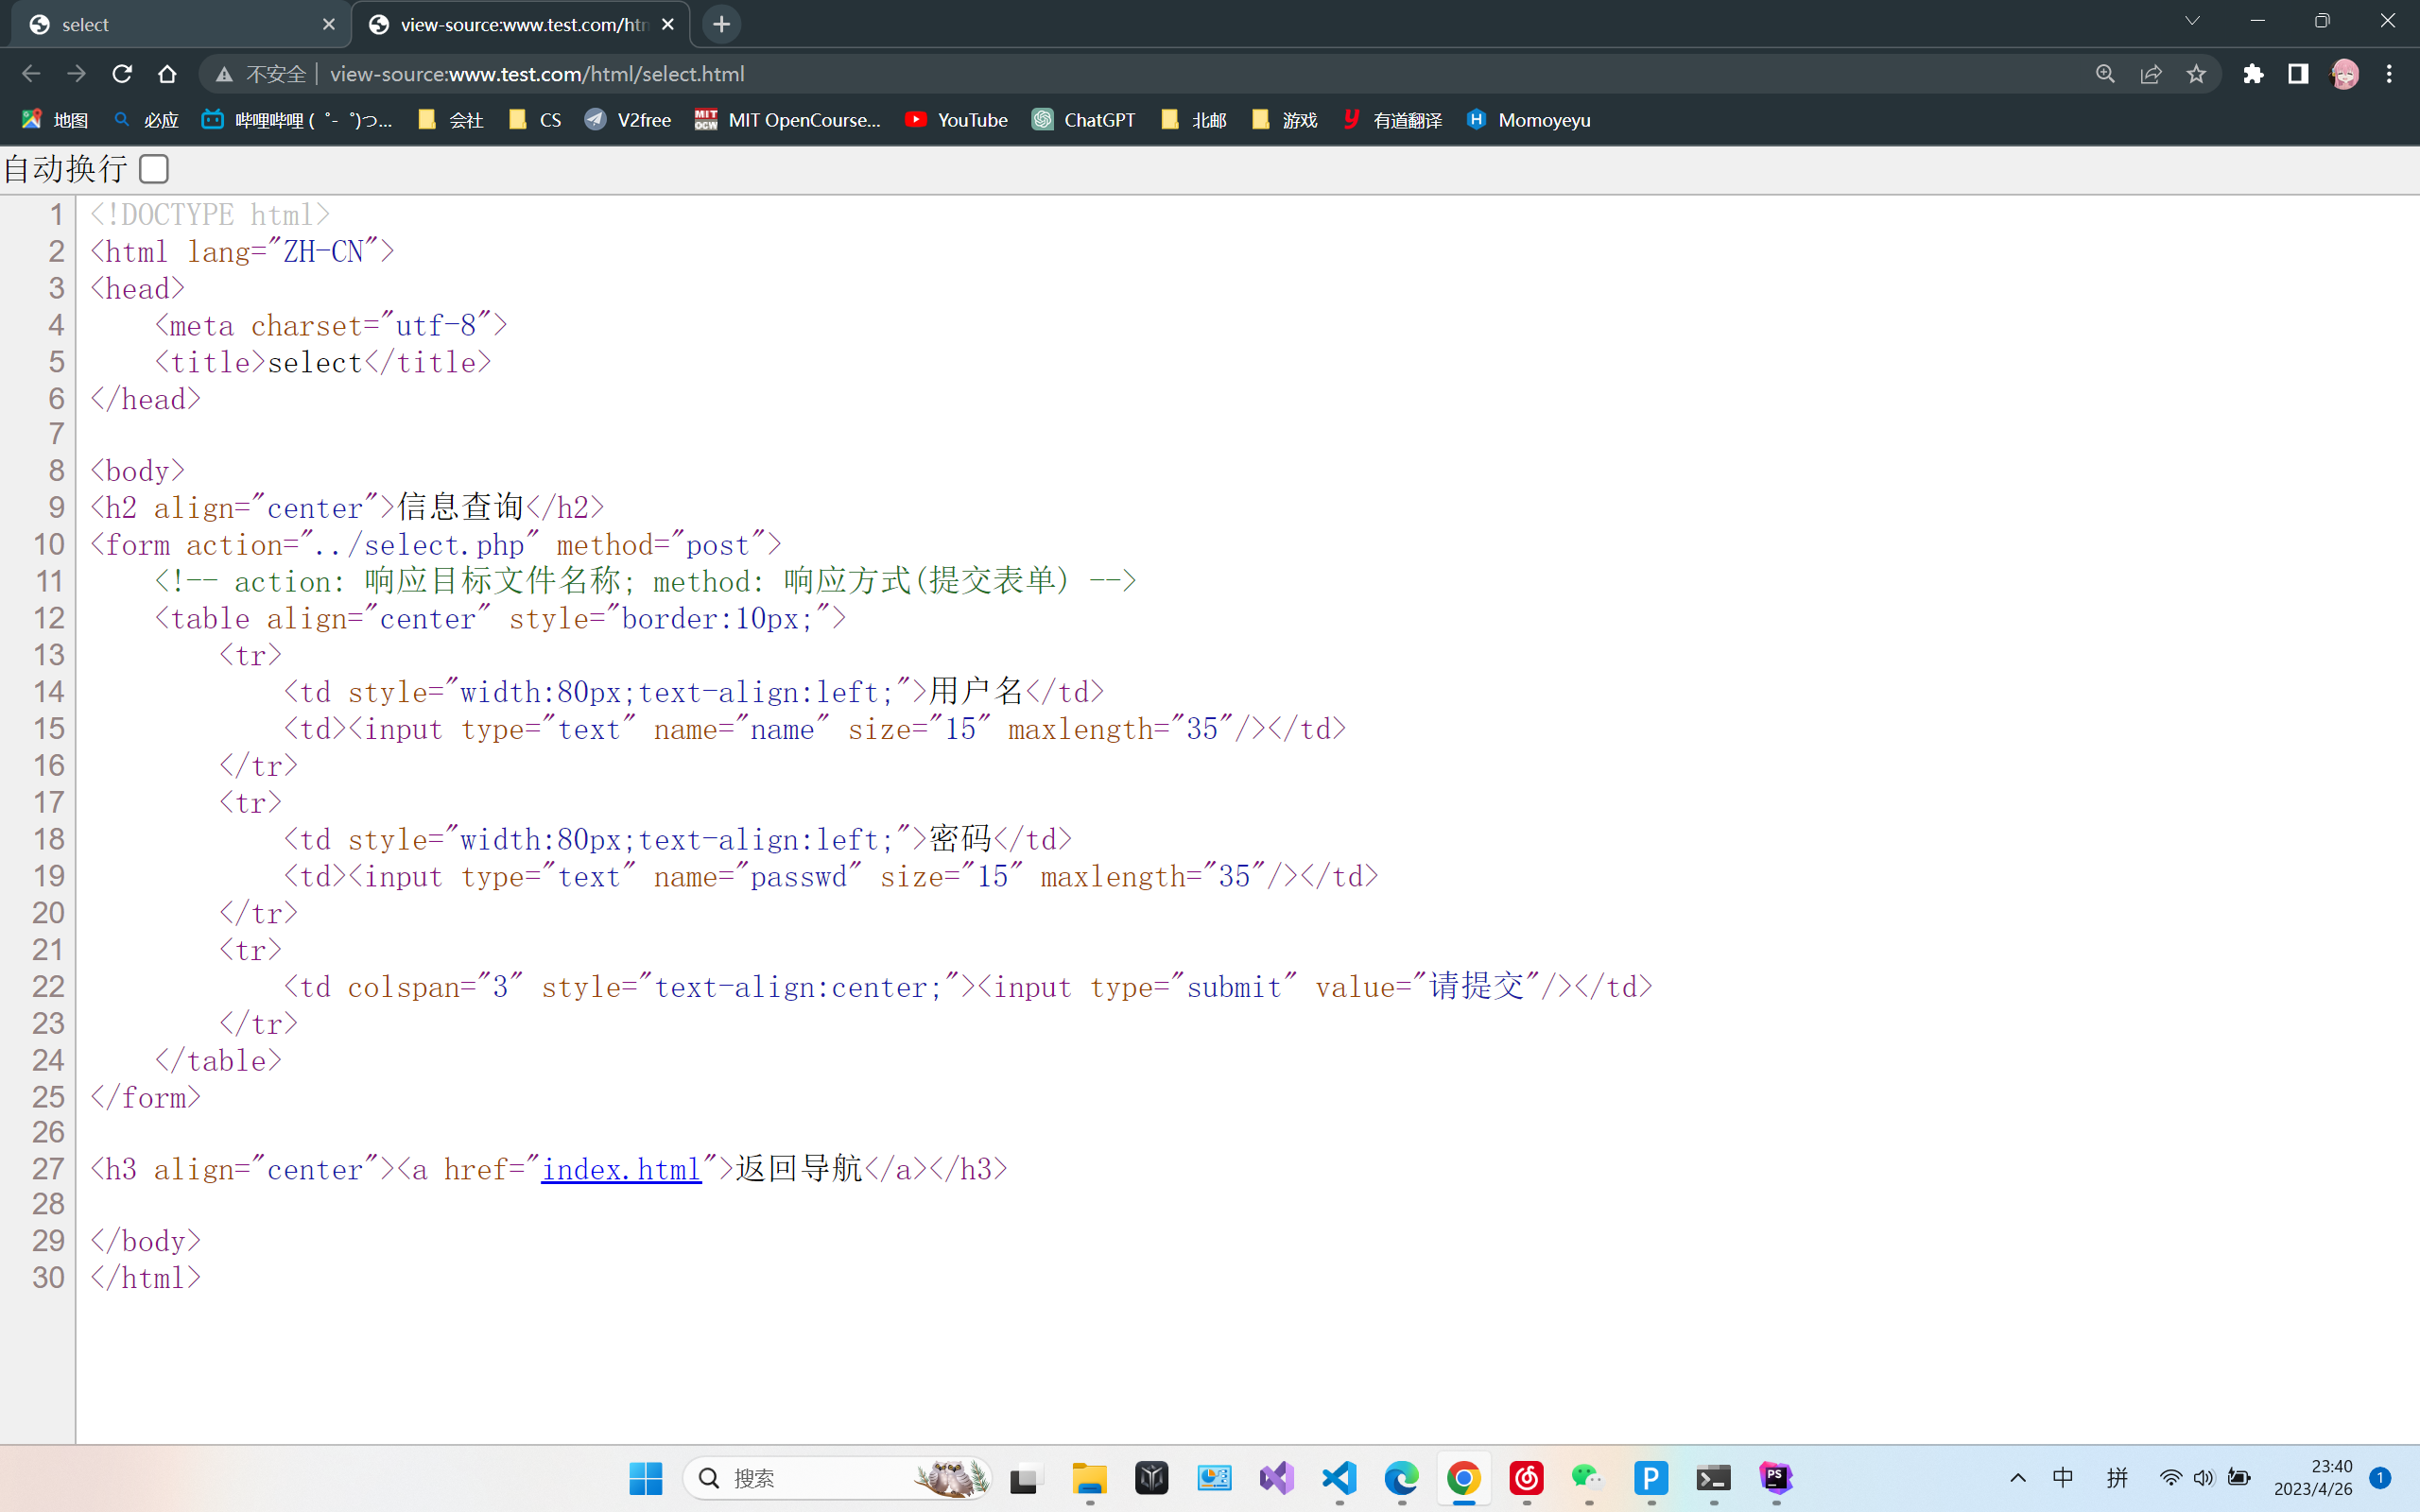 select
view-source:www.test.com/htm
不安全
view-source:www.test.com/html/select.html
地图 必应 哔哩哔哩 ( ゜- ゜)つ... 会社 CS V2free MIT OpenCourse... YouTube ChatGPT 北邮 游戏 有道翻译 Momoyeyu
自动换行
1 <!DOCTYPE html>
2 <html lang="ZH-CN">
3 <head>
4     <meta charset="utf-8">
5     <title>select</title>
6 </head>
7
8 <body>
9 <h2 align="center">信息查询</h2>
10 <form action="../select.php" method="post">
11     <!-- action: 响应目标文件名称; method: 响应方式(提交表单) -->
12     <table align="center" style="border:10px;">
13         <tr>
14             <td style="width:80px;text-align:left;">用户名</td>
15             <td><input type="text" name="name" size="15" maxlength="35"/></td>
16         </tr>
17         <tr>
18             <td style="width:80px;text-align:left;">密码</td>
19             <td><input type="text" name="passwd" size="15" maxlength="35"/></td>
20         </tr>
21         <tr>
22             <td colspan="3" style="text-align:center;"><input type="submit" value="请提交"/></td>
23         </tr>
24     </table>
25 </form>
26
27 <h3 align="center"><a href="index.html">返回导航</a></h3>
28
29 </body>
30 </html>
搜索
中 拼
23:40
2023/4/26
1